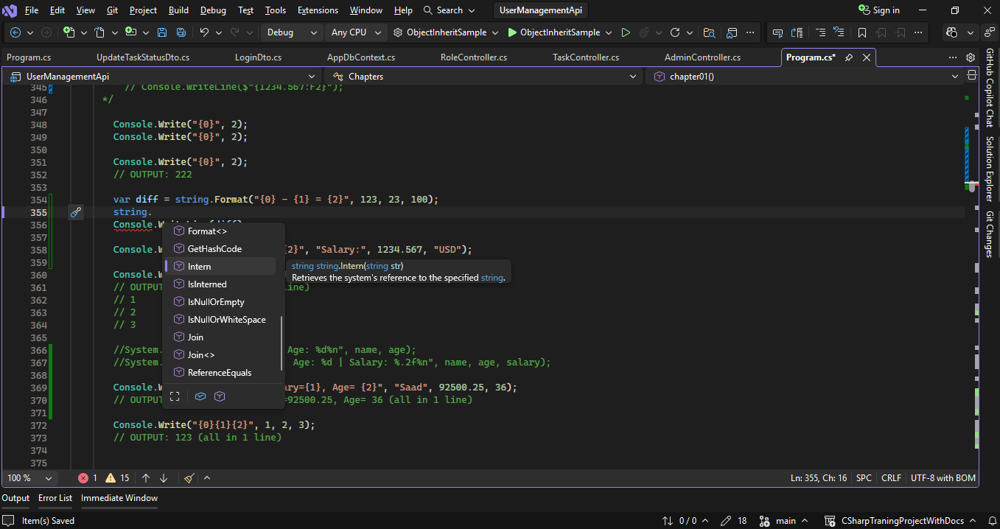 File Edit View Git Project Build Debug Test Tools Extensions Window Help Search UserManagementApi Sign in
Debug Any CPU ObjectInheritSample ObjectInheritSample
Program.cs UpdateTaskStatusDto.cs LoginDto.cs AppDbContext.cs RoleController.cs TaskController.cs AdminController.cs Program.cs*
UserManagementApi Chapters chapter01()
345 // Console.WriteLine($"{1234.567:F2}");
346 */
347
348 Console.Write("{0}", 2);
349 Console.Write("{0}", 2);
350
351 Console.Write("{0}", 2);
352 // OUTPUT: 222
353
354 var diff = string.Format("{0} - {1} = {2}", 123, 23, 100);
355 string.
356 Console.
357
358 Console. {2}", "Salary:", 1234.567, "USD");
359
360 Console.
361 // OUTPUT line)
362 // 1
363 // 2
364 // 3
365
366 //System. Age: %d%n", name, age);
367 //System. Age: %d | Salary: %.2f%n", name, age, salary);
368
369 Console. ary={1}, Age= {2}", "Saad", 92500.25, 36);
370 // OUTPUT =92500.25, Age= 36 (all in 1 line)
371
372 Console.Write("{0}{1}{2}", 1, 2, 3);
373 // OUTPUT: 123 (all in 1 line)
374
375
Format<>
GetHashCode
Intern
IsInterned
IsNullOrEmpty
IsNullOrWhiteSpace
Join
Join<>
ReferenceEquals
string string.Intern(string str)
Retrieves the system's reference to the specified string.
GitHub Copilot Chat
Solution Explorer
Git Changes
100 % 1 15 Ln: 355, Ch: 16 SPC CRLF UTF-8 with BOM
Output Error List Immediate Window
Item(s) Saved 0 / 0 18 main CSharpTraningProjectWithDocs